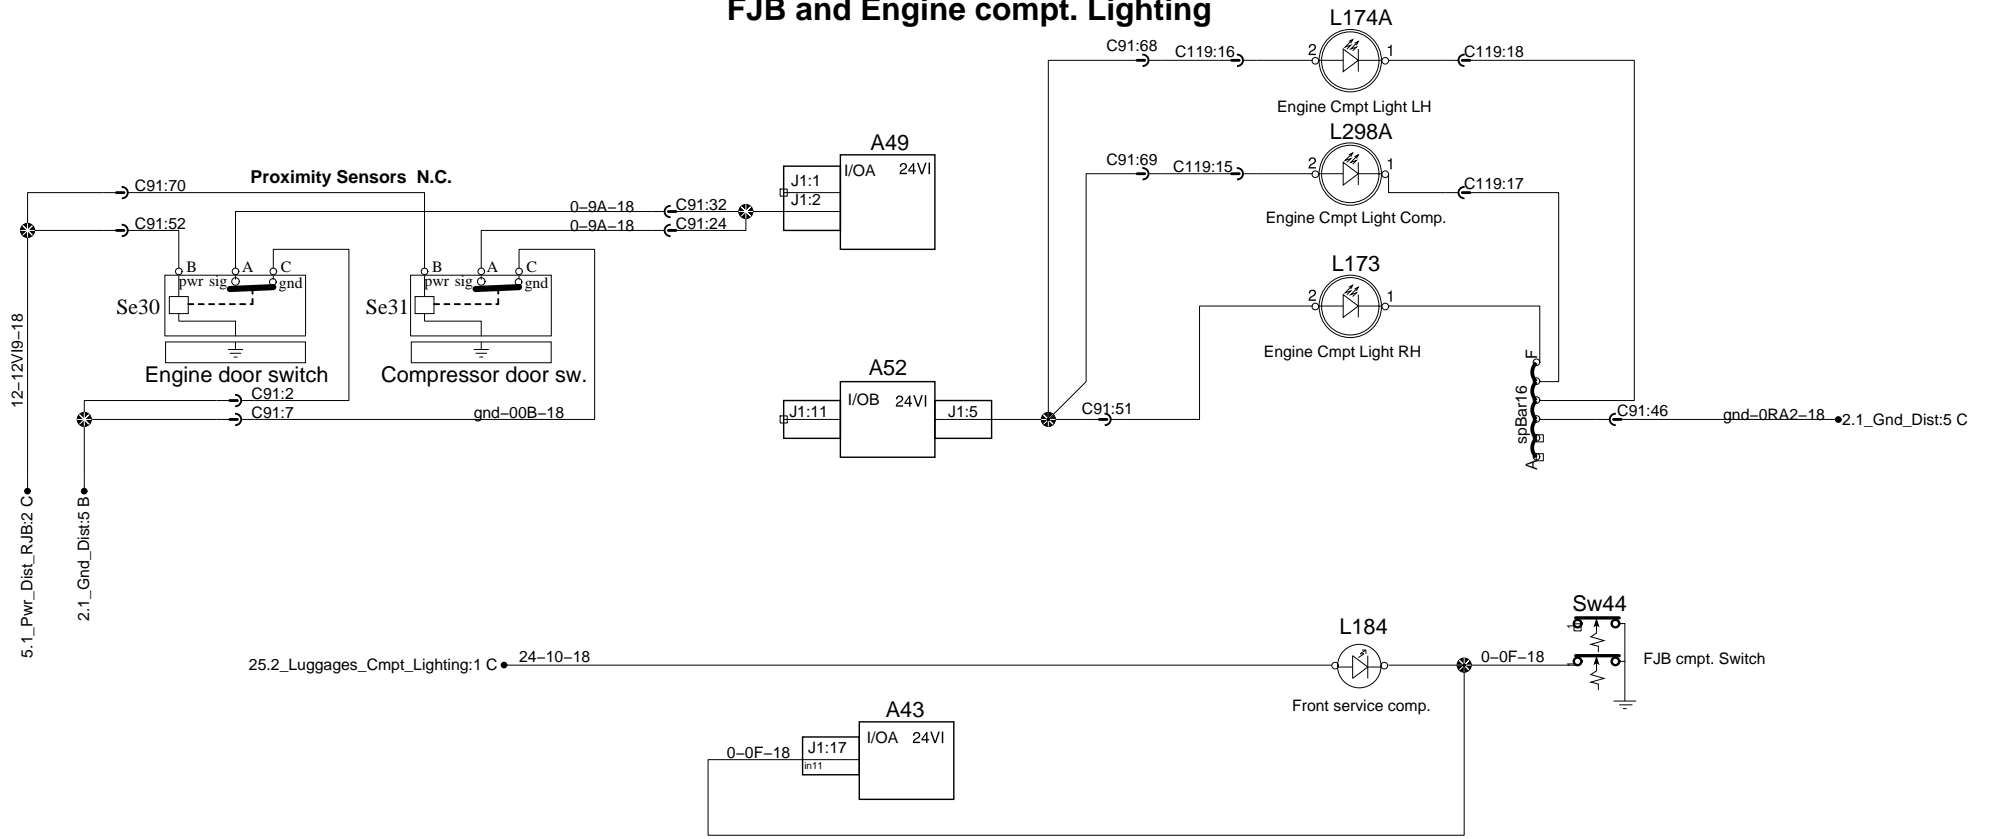 FJB and Engine compt. Lighting
L174A
C91:68
C119:16
2
1
C119:18
Engine Cmpt Light LH
L298A
C91:69
C119:15
2
1
C119:17
Engine Cmpt Light Comp.
A49
I/OA 24VI
J1:1
J1:2
Proximity Sensors N.C.
C91:70
C91:52
0-9A-18
C91:32
0-9A-18
C91:24
B A C
pwr sig gnd
Se30
Engine door switch
B A C
pwr sig gnd
Se31
Compressor door sw.
C91:2
C91:7
gnd-00B-18
12-12VI9-18
5.1_Pwr_Dist_RJB:2 C
2.1_Gnd_Dist:5 B
L173
2
1
Engine Cmpt Light RH
A52
I/OB 24VI
J1:11
J1:5
C91:51
F
spBar16
A
C91:46
gnd-0RA2-18
2.1_Gnd_Dist:5 C
25.2_Luggages_Cmpt_Lighting:1 C
24-10-18
L184
Front service comp.
0-0F-18
Sw44
FJB cmpt. Switch
A43
I/OA 24VI
0-0F-18
J1:17
in11